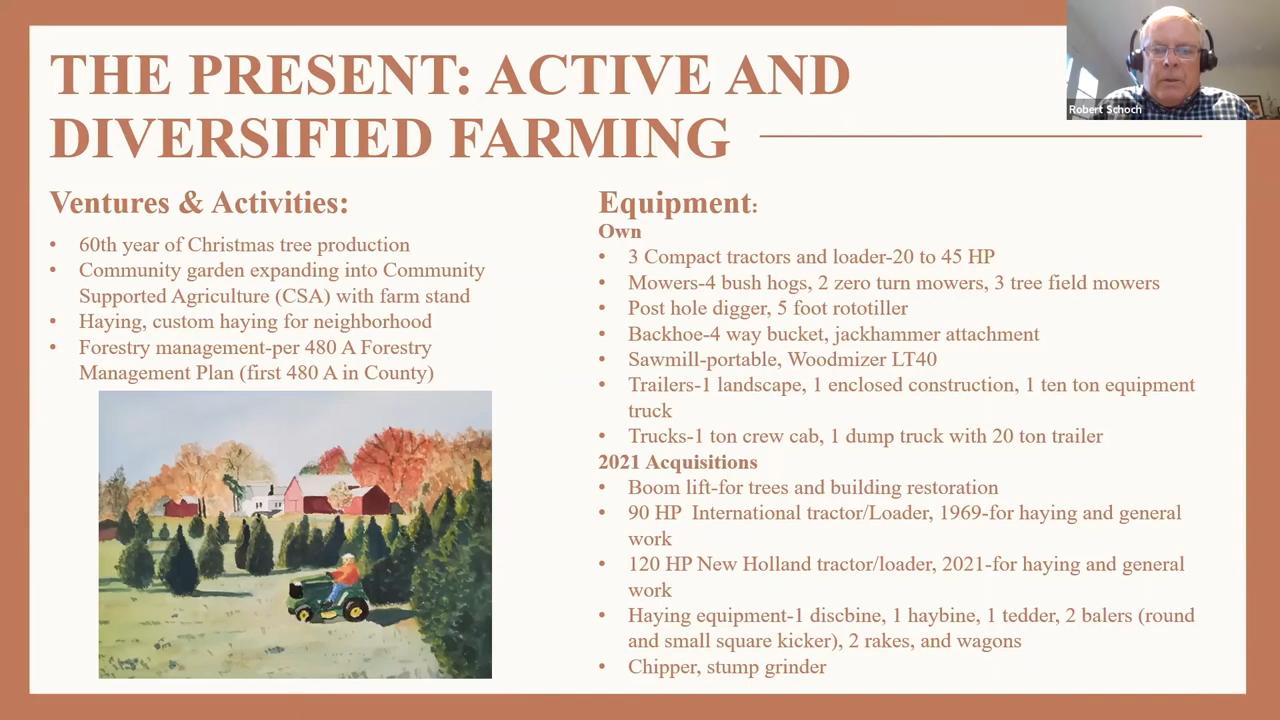 THE PRESENT: ACTIVE AND
DIVERSIFIED FARMING
Robert Schoch
Ventures & Activities:
• 60th year of Christmas tree production
• Community garden expanding into Community
Supported Agriculture (CSA) with farm stand
• Haying, custom haying for neighborhood
• Forestry management-per 480 A Forestry
Management Plan (first 480 A in County)
Equipment:
Own
• 3 Compact tractors and loader-20 to 45 HP
• Mowers-4 bush hogs, 2 zero turn mowers, 3 tree field mowers
• Post hole digger, 5 foot rototiller
• Backhoe-4 way bucket, jackhammer attachment
• Sawmill-portable, Woodmizer LT40
• Trailers-1 landscape, 1 enclosed construction, 1 ten ton equipment
truck
• Trucks-1 ton crew cab, 1 dump truck with 20 ton trailer
2021 Acquisitions
• Boom lift-for trees and building restoration
• 90 HP  International tractor/Loader, 1969-for haying and general
work
• 120 HP New Holland tractor/loader, 2021-for haying and general
work
• Haying equipment-1 discbine, 1 haybine, 1 tedder, 2 balers (round
and small square kicker), 2 rakes, and wagons
• Chipper, stump grinder